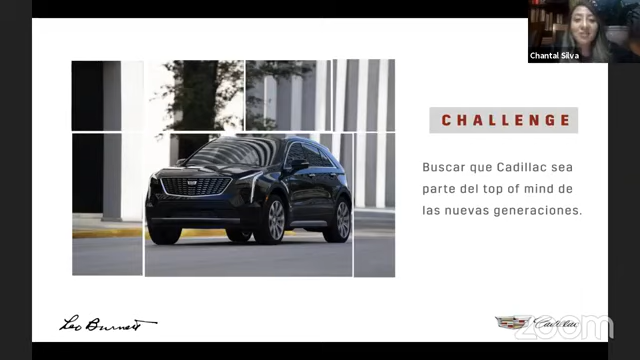 Chantal Silva
CHALLENGE
Buscar que Cadillac sea
parte del top of mind de
las nuevas generaciones.
Leo Burnett
Cadillac
zoom